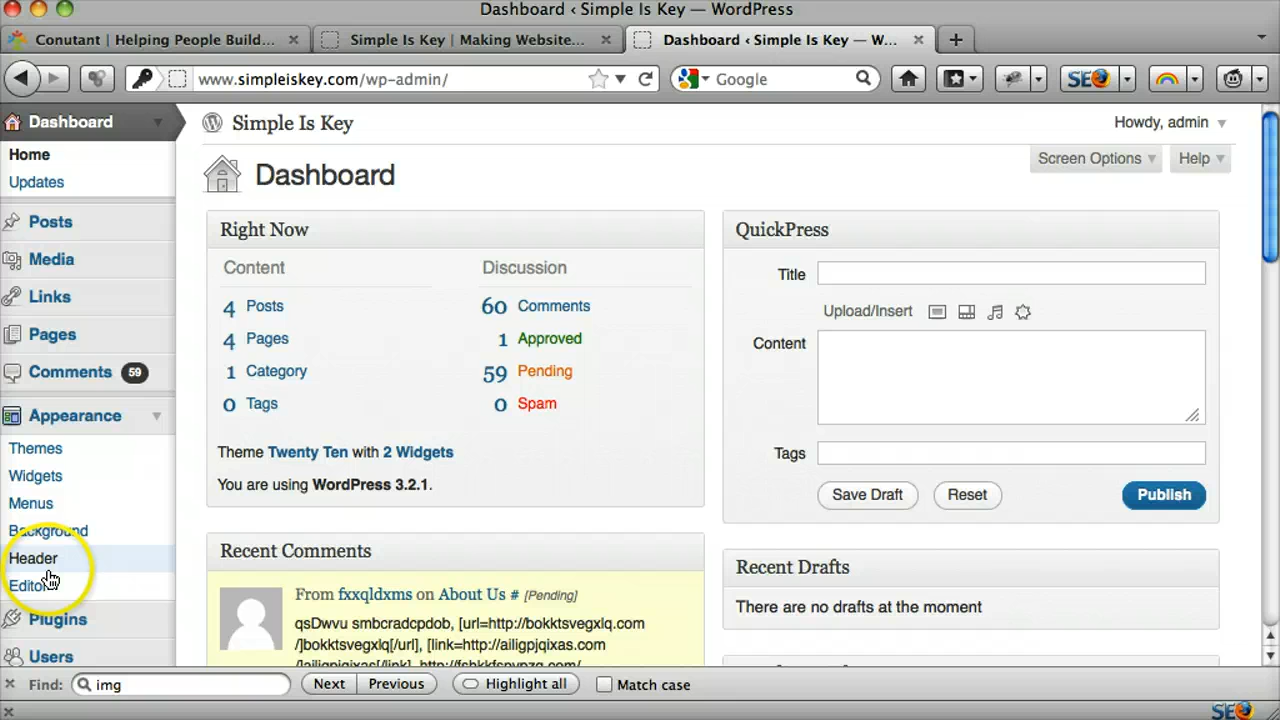 Dashboard ‹ Simple Is Key — WordPress
Conutant | Helping People Build...
Simple Is Key | Making Website...
Dashboard ‹ Simple Is Key — W...
www.simpleiskey.com/wp-admin/
Google
SEO
Dashboard
Home
Updates
Posts
Media
Links
Pages
Comments 59
Appearance
Themes
Widgets
Menus
Background
Header
Editor
Plugins
Users
Simple Is Key
Howdy, admin
Screen Options
Help
Dashboard
Right Now
Content
Discussion
4 Posts
60 Comments
4 Pages
1 Approved
1 Category
59 Pending
0 Tags
0 Spam
Theme Twenty Ten with 2 Widgets
You are using WordPress 3.2.1.
Recent Comments
From fxxqldxms on About Us # [Pending]
qsDwvu smbcradcpdob, [url=http://bokktsvegxlq.com
/]bokktsvegxlq[/url], [link=http://ailigpjqixas.com
QuickPress
Title
Upload/Insert
Content
Tags
Save Draft
Reset
Publish
Recent Drafts
There are no drafts at the moment
Find:
img
Next
Previous
Highlight all
Match case
SEO